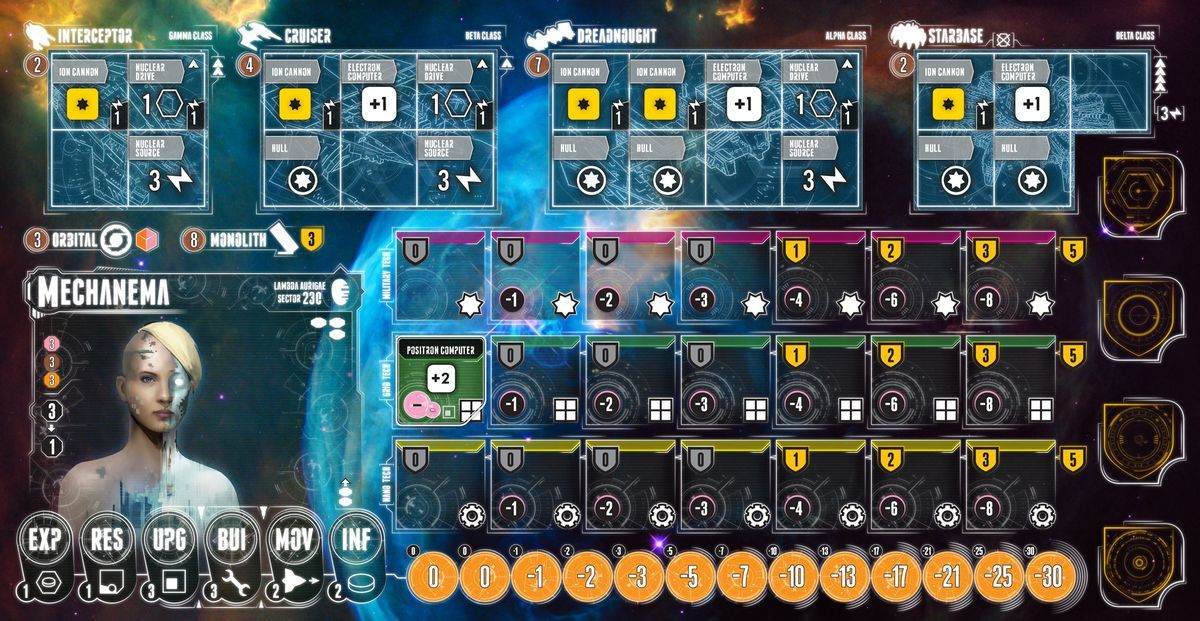 INTERCEPTOR GAMMA CLASS
2
ION CANNON NUCLEAR DRIVE
1 1 1
NUCLEAR SOURCE
3
CRUISER BETA CLASS
4
ION CANNON ELECTRON COMPUTER NUCLEAR DRIVE
1 +1 1 1
HULL NUCLEAR SOURCE
3
DREADNOUGHT ALPHA CLASS
7
ION CANNON ION CANNON ELECTRON COMPUTER NUCLEAR DRIVE
1 1 +1 1 1
HULL HULL NUCLEAR SOURCE
3
STARBASE DELTA CLASS
2
ION CANNON ELECTRON COMPUTER
1 +1 3
HULL HULL
3 ORBITAL 8 MONOLITH 3
MECHANEMA
LAMBDA AURIGAE
SECTOR 230
3
3
3
3
1
MILITARY TECH
0 0 0 0 1 2 3 5
-1 -2 -3 -4 -6 -8
GRID TECH
POSITRON COMPUTER
+2
-
0 0 0 1 2 3 5
-1 -2 -3 -4 -6 -8
NANO TECH
0 0 0 0 1 2 3 5
-1 -2 -3 -4 -6 -8
EXP RES UPG BUI MOV INF
1 1 3 3 2 2
0 0 -1 -2 -3 -5 -7 -10 -13 -17 -21 -25 -30
0 0 -1 -2 -3 -5 -7 -10 -13 -17 -21 -25 -30